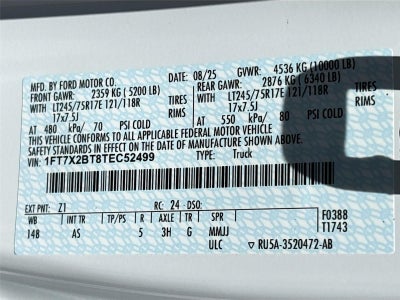 MFD. BY FORD MOTOR CO.
08/25 GVWR: 4536 KG (10000 LB)
FRONT GAWR: 2359 KG (5200 LB) REAR GAWR: 2876 KG (6340 LB)
LT245/75R17E 121/118R TIRES LT245/75R17E 121/118R TIRES
17x7.5J RIMS 17x7.5J RIMS
AT 480 kPa/ 70 PSI COLD AT 550 kPa/ 80 PSI COLD
THIS VEHICLE CONFORMS TO ALL APPLICABLE FEDERAL MOTOR VEHICLE
SAFETY STANDARDS IN EFFECT ON THE DATE OF MANUFACTURE SHOWN ABOVE.
VIN: 1FT7X2BT8TEC52499 TYPE: Truck
EXT PNT: Z1 RC: 24 DSO: F0388
WB INT TR TP/PS R AXLE TR SPR T1743
14B AS 5 3H G MMJJ
ULC RU5A-3520472-AB